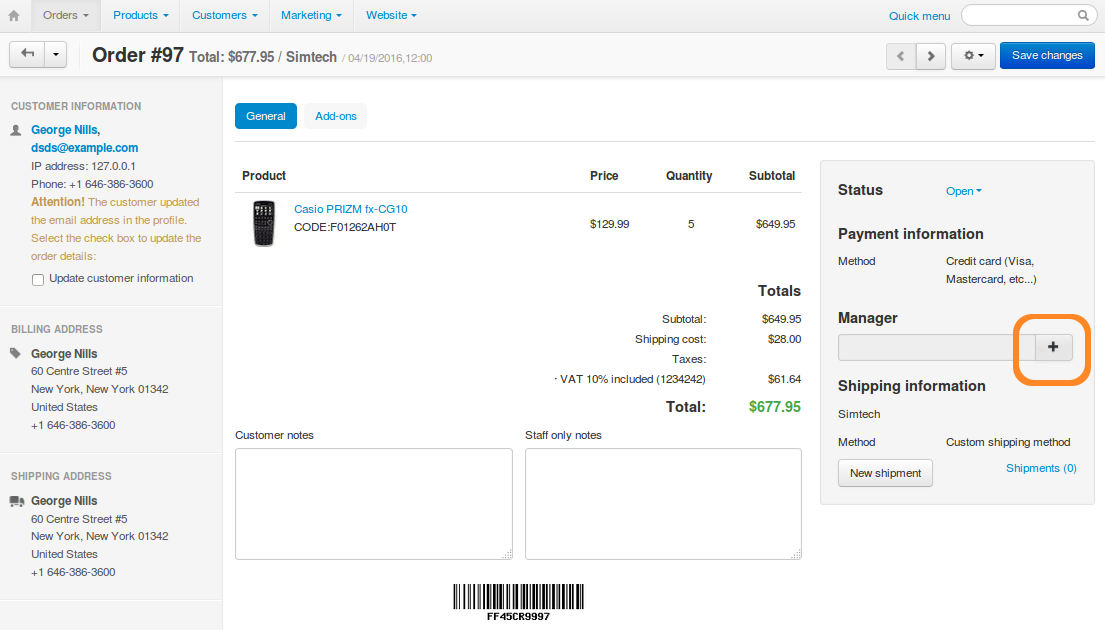 Orders Products Customers Marketing Website Quick menu
Order #97 Total: $677.95 / Simtech / 04/19/2016,12:00 Save changes
CUSTOMER INFORMATION
George Nills,
dsds@example.com
IP address: 127.0.0.1
Phone: +1 646-386-3600
Attention! The customer updated
the email address in the profile.
Select the check box to update the
order details:
Update customer information
BILLING ADDRESS
George Nills
60 Centre Street #5
New York, New York 01342
United States
+1 646-386-3600
SHIPPING ADDRESS
George Nills
60 Centre Street #5
New York, New York 01342
United States
+1 646-386-3600
General Add-ons
Product Price Quantity Subtotal
Casio PRIZM fx-CG10
CODE:F01262AH0T
$129.99 5 $649.95
Totals
Subtotal: $649.95
Shipping cost: $28.00
Taxes:
· VAT 10% included (1234242) $61.64
Total: $677.95
Customer notes Staff only notes
FF45CR9997
Status Open
Payment information
Method Credit card (Visa,
Mastercard, etc...)
Manager
+
Shipping information
Simtech
Method Custom shipping method
New shipment Shipments (0)